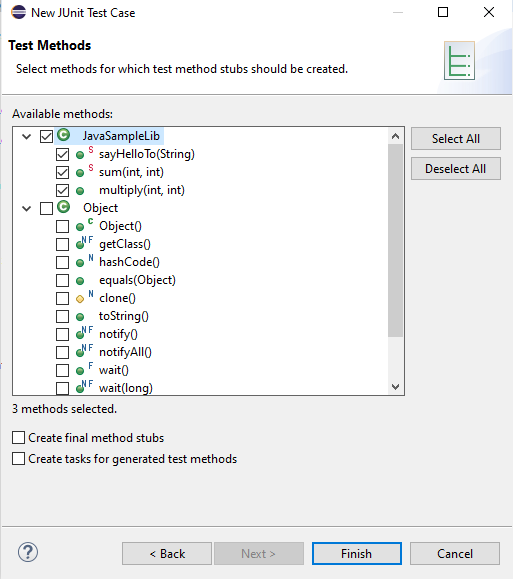 New JUnit Test Case
Test Methods
Select methods for which test method stubs should be created.
Available methods:
JavaSampleLib
S sayHelloTo(String)
S sum(int, int)
multiply(int, int)
Object
C Object()
NF getClass()
N hashCode()
equals(Object)
N clone()
toString()
NF notify()
NF notifyAll()
F wait()
NF wait(long)
Select All
Deselect All
3 methods selected.
Create final method stubs
Create tasks for generated test methods
? < Back Next > Finish Cancel